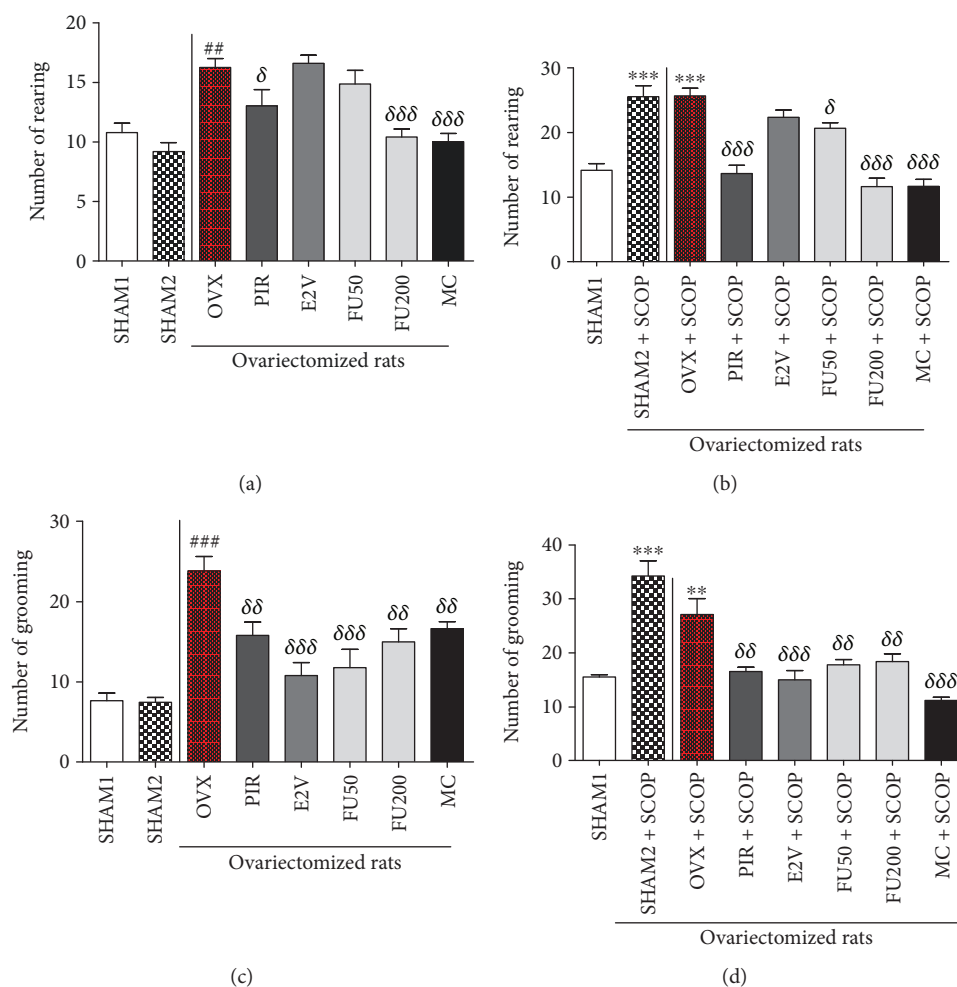 20
15
10
5
0
Number of rearing
##
δ
δδδ
δδδ
SHAM1
SHAM2
OVX
PIR
E2V
FU50
FU200
MC
Ovariectomized rats
(a)
30
20
10
0
Number of rearing
***
***
δδδ
δ
δδδ
δδδ
SHAM1
SHAM2 + SCOP
OVX + SCOP
PIR + SCOP
E2V + SCOP
FU50 + SCOP
FU200 + SCOP
MC + SCOP
Ovariectomized rats
(b)
30
20
10
0
Number of grooming
###
δδ
δδδ
δδδ
δδ
δδ
SHAM1
SHAM2
OVX
PIR
E2V
FU50
FU200
MC
Ovariectomized rats
(c)
40
30
20
10
0
Number of grooming
***
**
δδ
δδδ
δδ
δδ
δδδ
SHAM1
SHAM2 + SCOP
OVX + SCOP
PIR + SCOP
E2V + SCOP
FU50 + SCOP
FU200 + SCOP
MC + SCOP
Ovariectomized rats
(d)